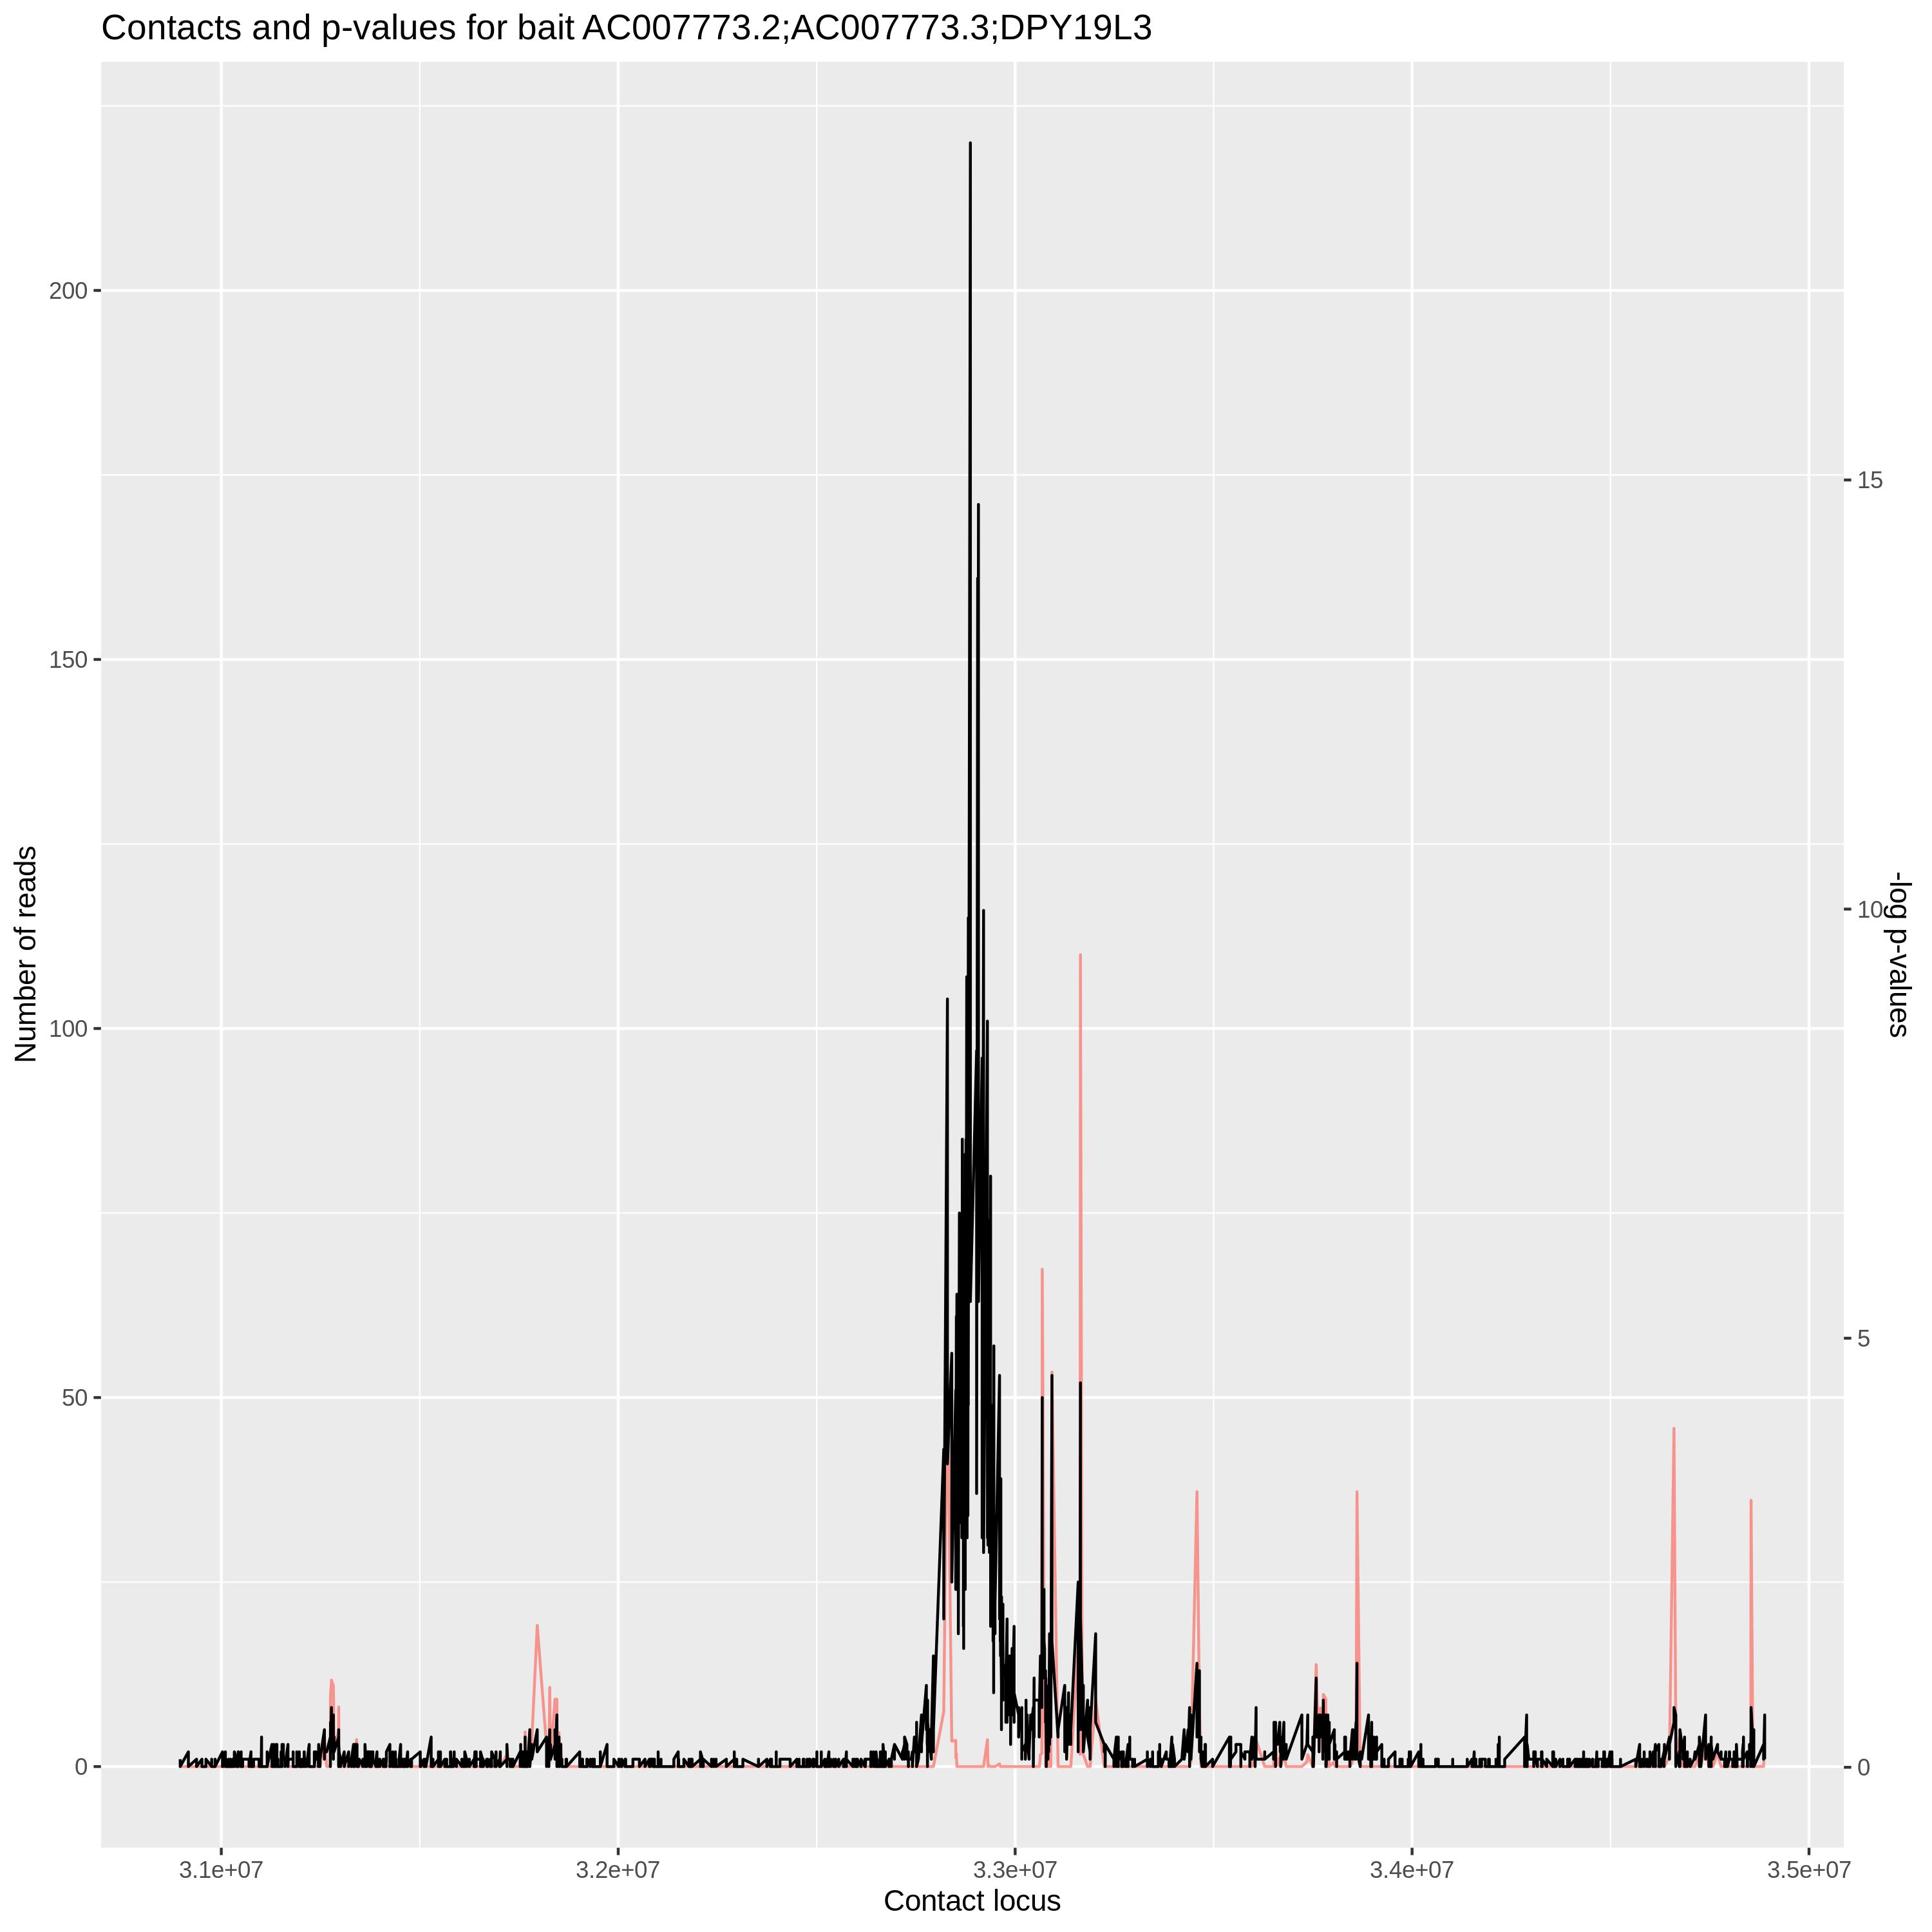 Contacts and p-values for bait AC007773.2;AC007773.3;DPY19L3
Number of reads
200
150
100
50
0
15
10
5
0
-log p-values
3.1e+07
3.2e+07
3.3e+07
3.4e+07
3.5e+07
Contact locus